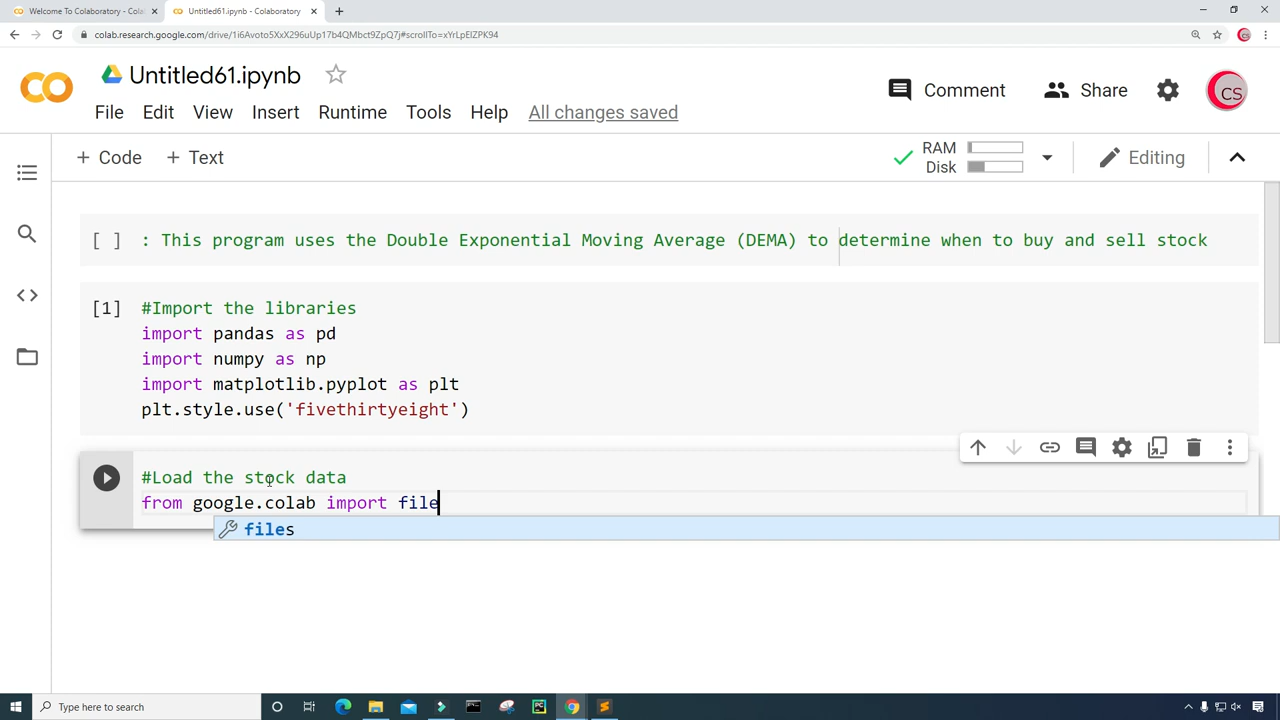 Welcome To Colaboratory - Cola
Untitled61.ipynb - Colaboratory
colab.research.google.com/drive/1i6Avoto5XxX296uUp17b4QMbct9ZpQ7j#scrollTo=xYrLpElZPK94
Untitled61.ipynb
Comment
Share
CS
File Edit View Insert Runtime Tools Help All changes saved
+ Code + Text
RAM
Disk
Editing
[ ] : This program uses the Double Exponential Moving Average (DEMA) to determine when to buy and sell stock
[1] #Import the libraries
import pandas as pd
import numpy as np
import matplotlib.pyplot as plt
plt.style.use('fivethirtyeight')
#Load the stock data
from google.colab import file
files
Type here to search